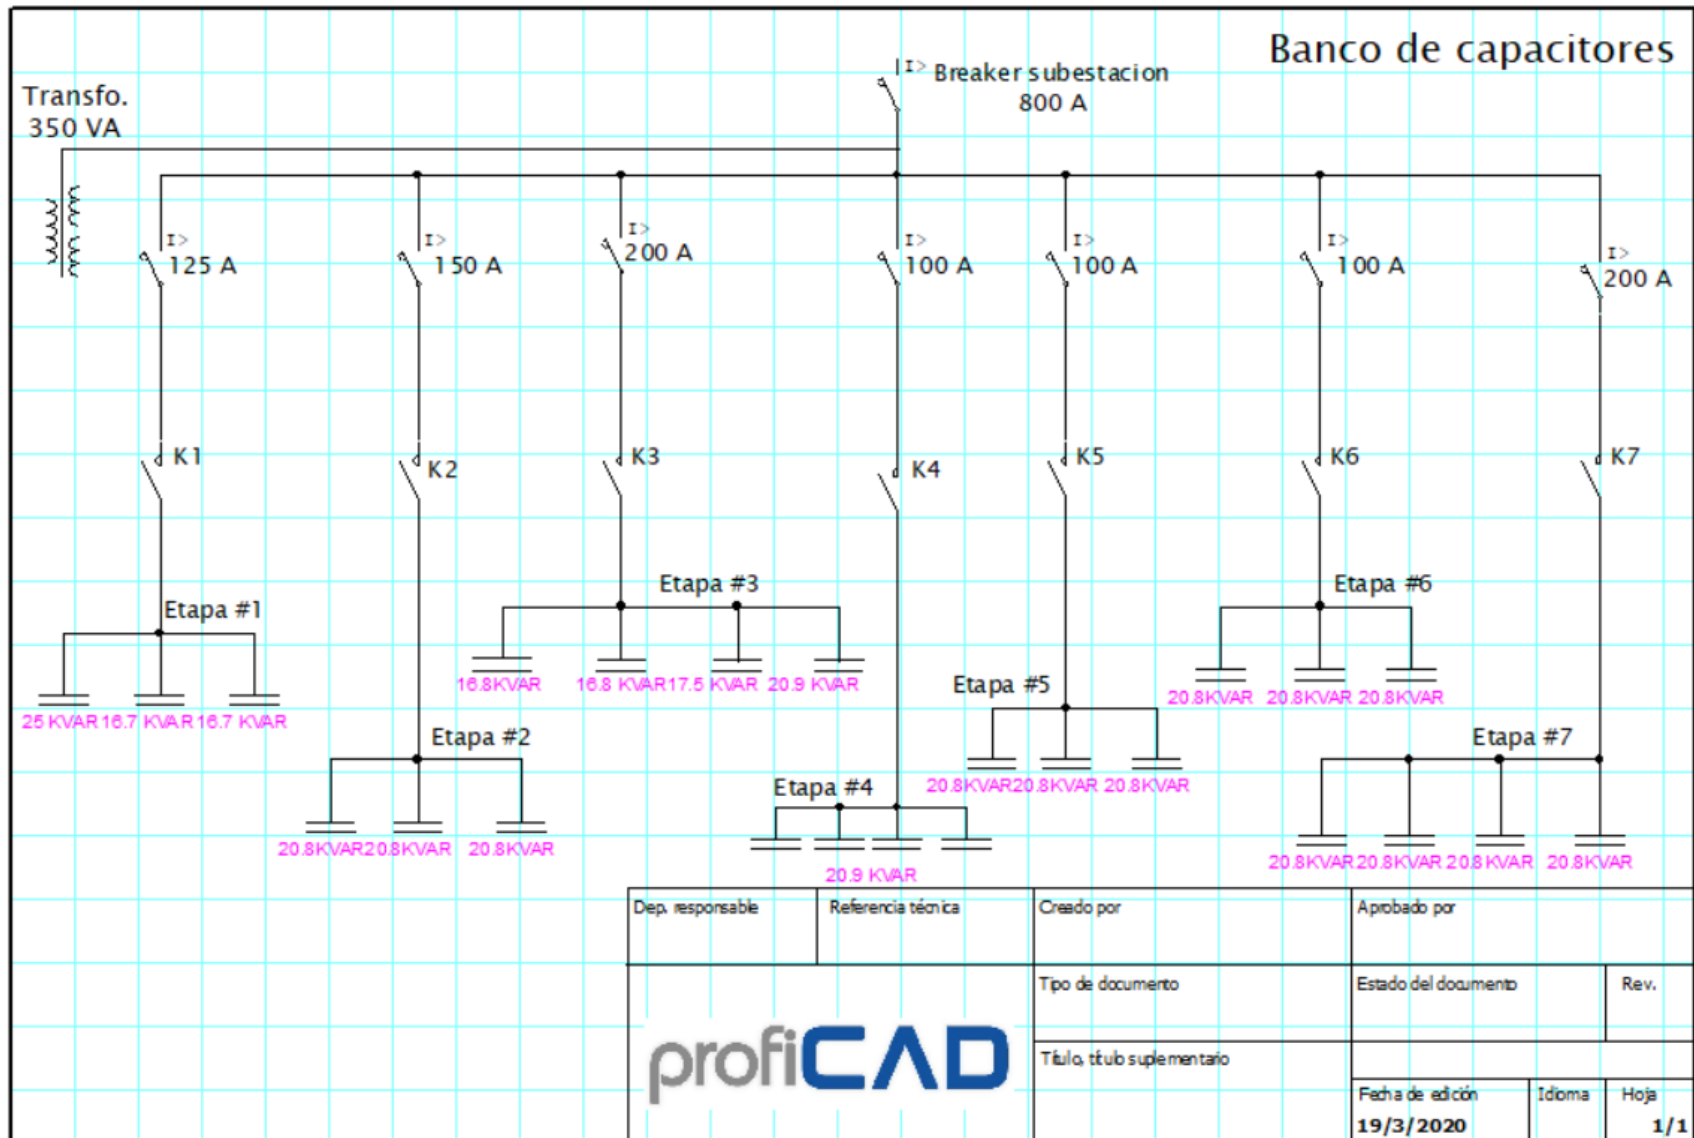 Banco de capacitores
I> Breaker subestacion
800 A
Transfo.
350 VA
I>
125 A
I>
150 A
I>
200 A
I>
100 A
I>
100 A
I>
100 A
I>
200 A
K1
K2
K3
K4
K5
K6
K7
Etapa #1
25 KVAR 16.7 KVAR 16.7 KVAR
Etapa #2
20.8KVAR 20.8KVAR 20.8KVAR
Etapa #3
16.8KVAR 16.8 KVAR 17.5 KVAR 20.9 KVAR
Etapa #4
20.9 KVAR
Etapa #5
20.8KVAR 20.8KVAR 20.8KVAR
Etapa #6
20.8KVAR 20.8KVAR 20.8KVAR
Etapa #7
20.8KVAR 20.8KVAR 20.8KVAR 20.8KVAR
Dep. responsable
Referencia técnica
Creado por
Aprobado por
Tipo de documento
Estado del documento
Rev.
profiCAD
Título, título suplementario
Fecha de edición
19/3/2020
Idioma
Hoja
1/1